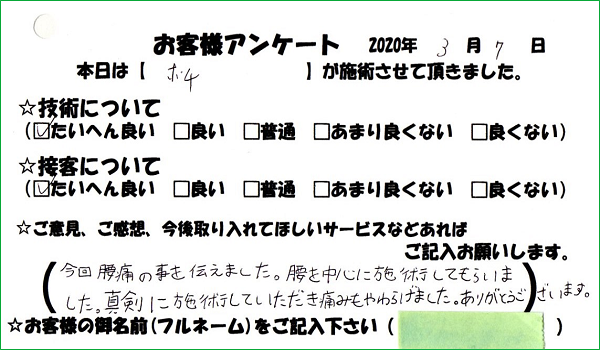 お客様アンケート 2020年 3月 7日
本日は【 ボチ 】が施術させて頂きました。
☆技術について
(☑たいへん良い □良い □普通 □あまり良くない □良くない)
☆接客について
(☑たいへん良い □良い □普通 □あまり良くない □良くない)
☆ご意見、ご感想、今後取り入れてほしいサービスなどあれば
ご記入お願いします。
(今回腰痛の事を伝えました。腰を中心に施術してもらいま
した。真剣に施術していただき痛みもやわらげました。ありがとうございます。)
☆お客様の御名前(フルネーム)をご記入下さい( )